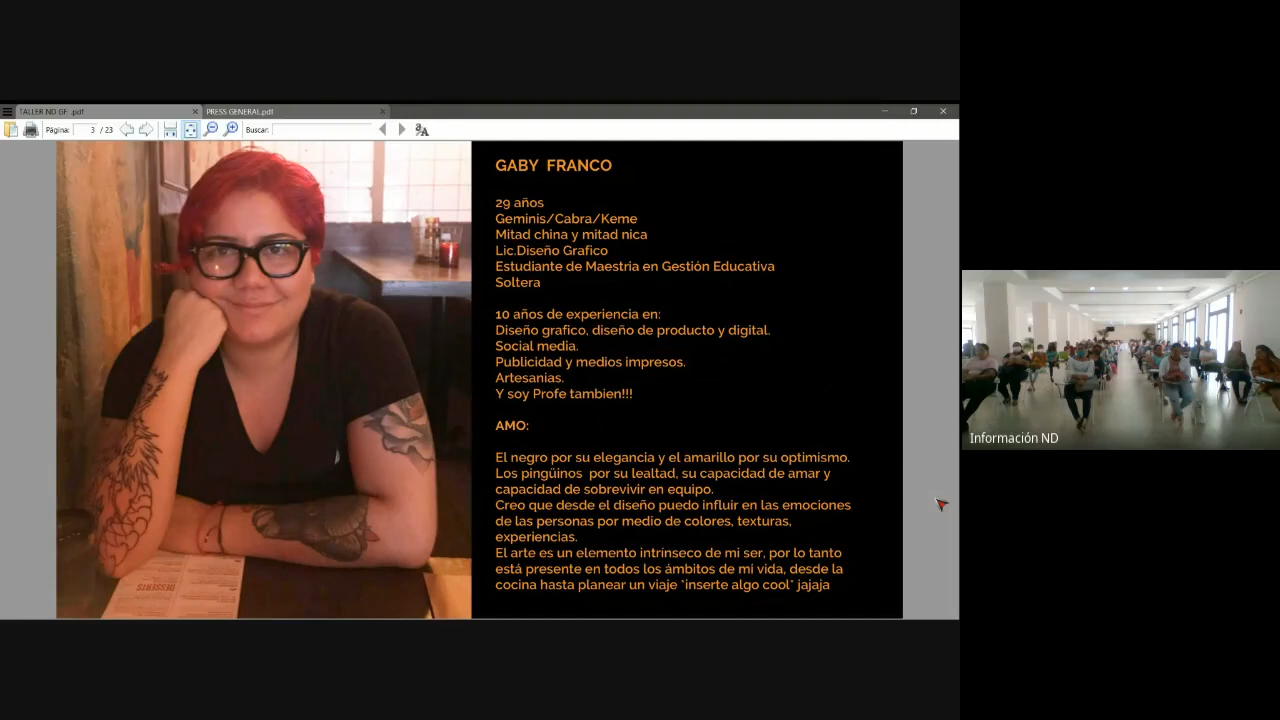 TALLER ND GF .pdf
PRESS GENERAL.pdf
Página: 3 / 23
Buscar:
GABY FRANCO
29 años
Geminis/Cabra/Keme
Mitad china y mitad nica
Lic.Diseño Grafico
Estudiante de Maestria en Gestión Educativa
Soltera
10 años de experiencia en:
Diseño grafico, diseño de producto y digital.
Social media.
Publicidad y medios impresos.
Artesanias.
Y soy Profe tambien!!!
AMO:
El negro por su elegancia y el amarillo por su optimismo.
Los pingüinos por su lealtad, su capacidad de amar y
capacidad de sobrevivir en equipo.
Creo que desde el diseño puedo influir en las emociones
de las personas por medio de colores, texturas,
experiencias.
El arte es un elemento intrínseco de mi ser, por lo tanto
está presente en todos los ámbitos de mi vida, desde la
cocina hasta planear un viaje *inserte algo cool* jajaja
DESSERTS
Información ND